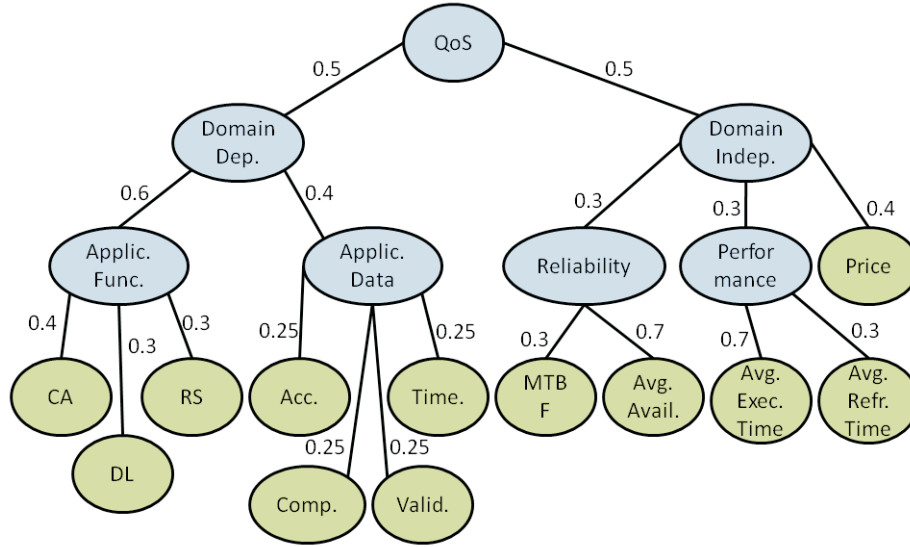 QoS
0.5
0.5
Domain
Dep.
Domain
Indep.
0.6
0.4
0.3
0.3
0.4
Applic.
Func.
Applic.
Data
Reliability
Perfor
mance
Price
0.4
0.3
0.3
0.25
0.25
0.3
0.7
0.7
0.3
CA
RS
Acc.
Time.
MTB
F
Avg.
Avail.
Avg.
Exec.
Time
Avg.
Refr.
Time
0.25
0.25
DL
Comp.
Valid.